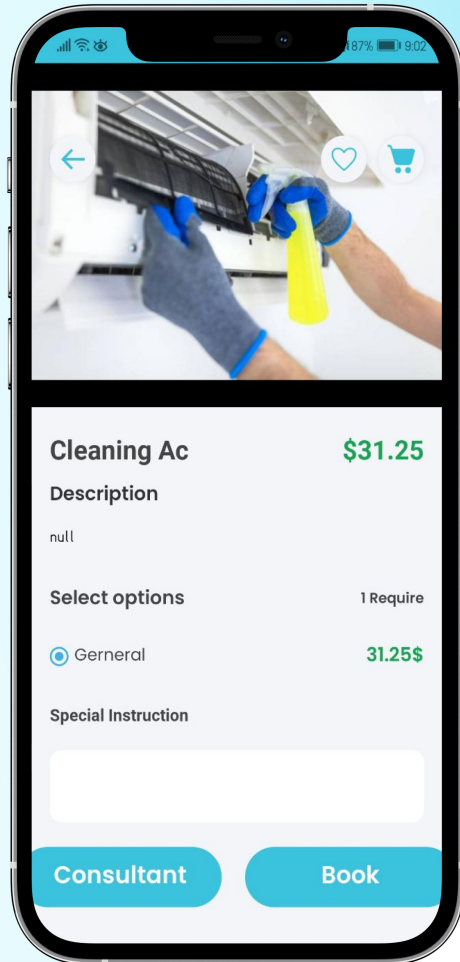 87% 9:02
Cleaning Ac $31.25
Description
null
Select options 1 Require
Gerneral 31.25$
Special Instruction
Consultant Book